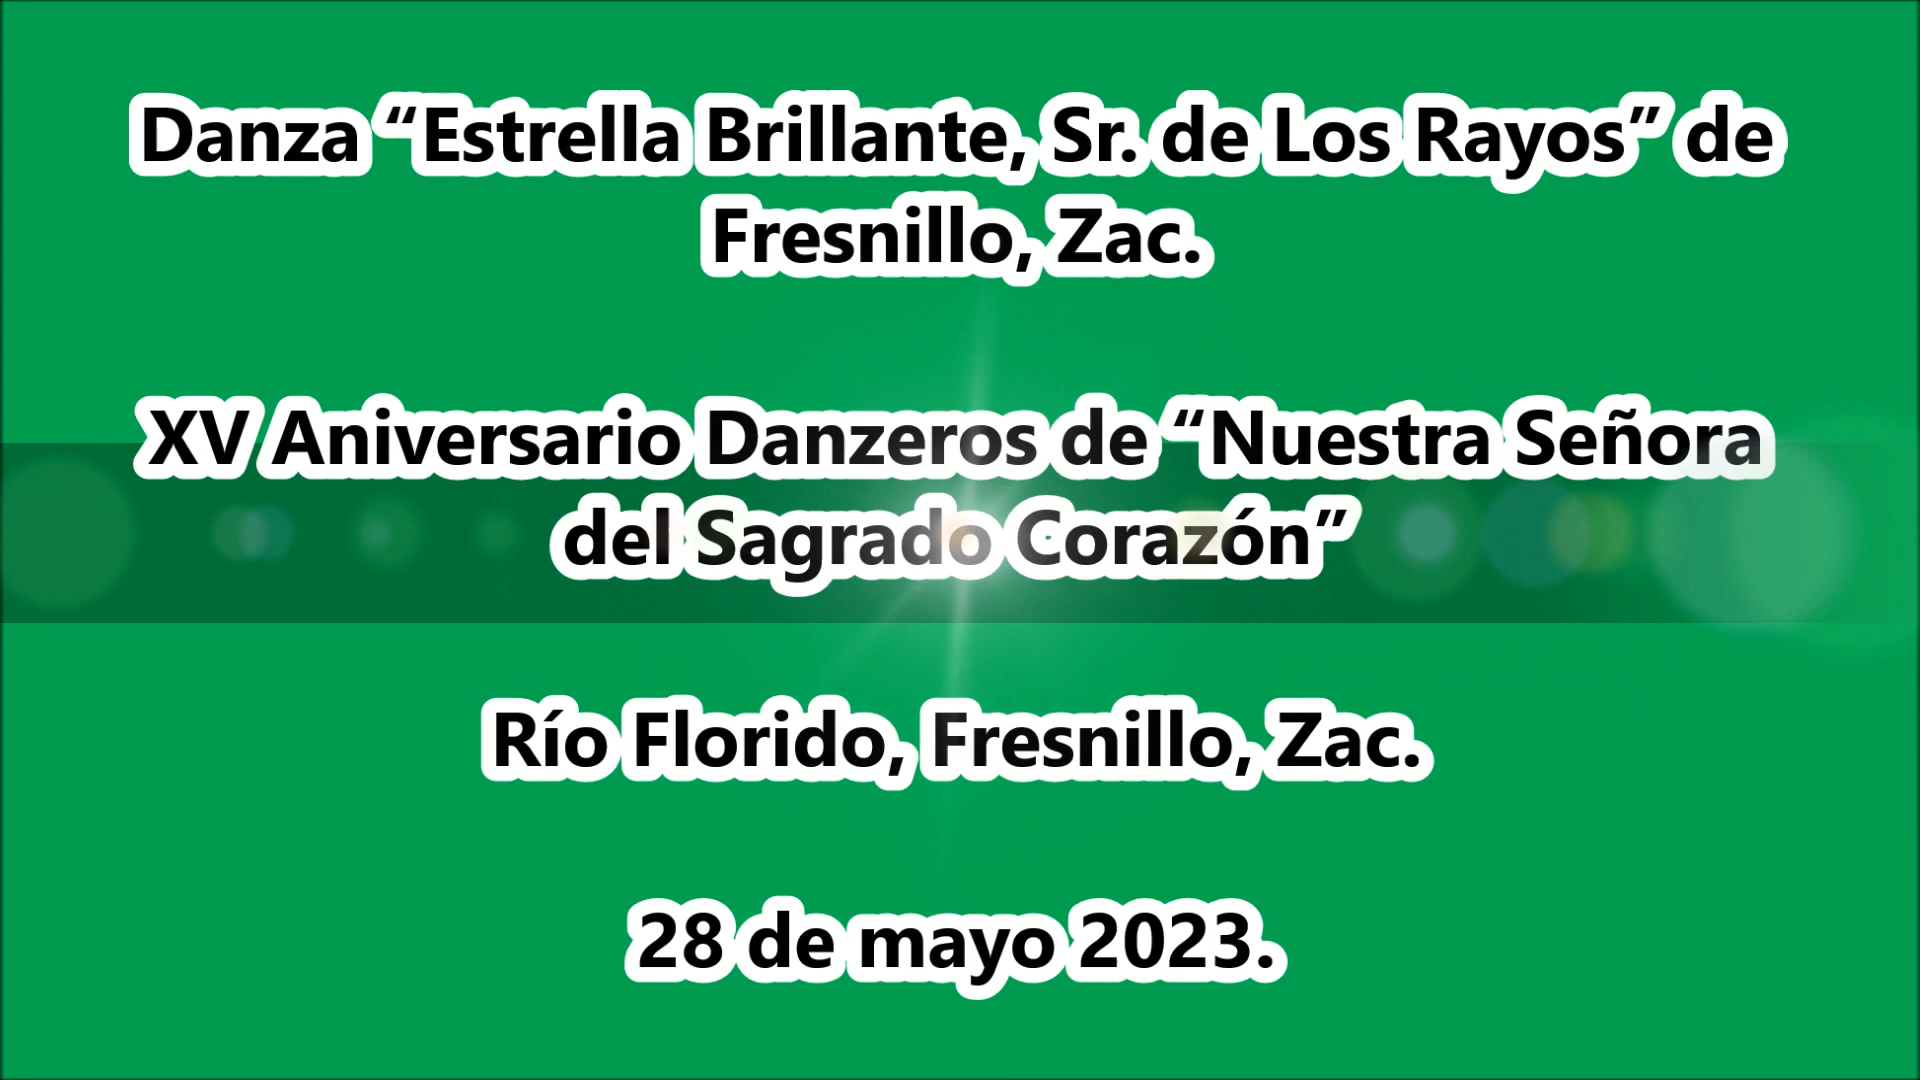 Danza “Estrella Brillante, Sr. de Los Rayos” de
Fresnillo, Zac.
XV Aniversario Danzeros de “Nuestra Señora
del Sagrado Corazón”
Río Florido, Fresnillo, Zac.
28 de mayo 2023.